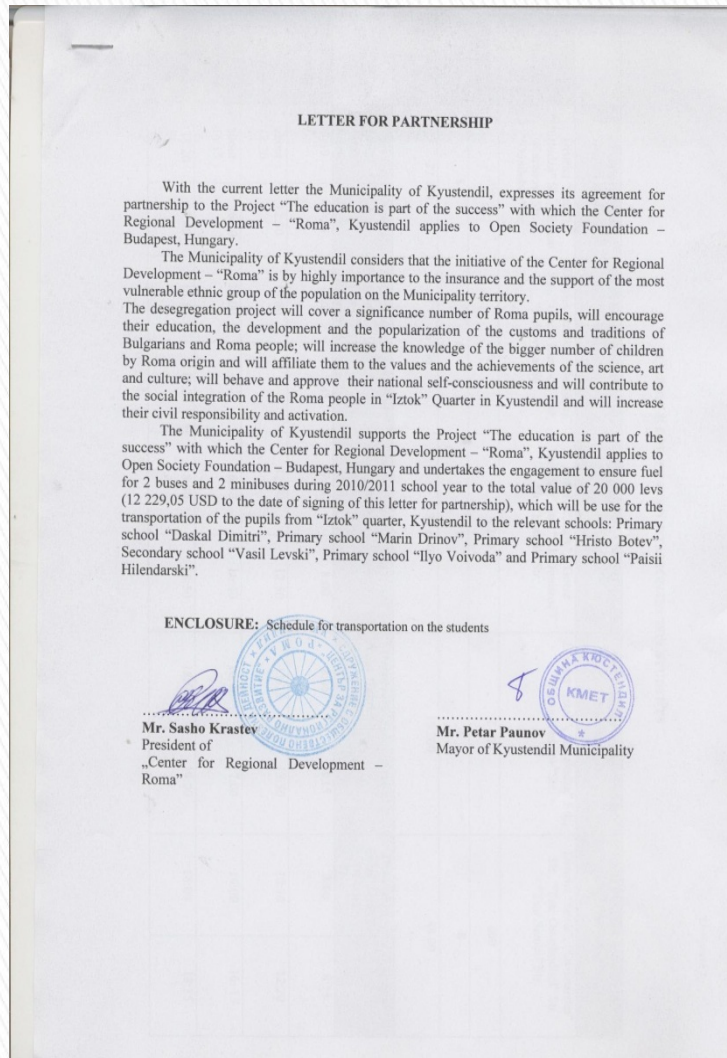 LETTER FOR PARTNERSHIP
With the current letter the Municipality of Kyustendil, expresses its agreement for
partnership to the Project “The education is part of the success” with which the Center for
Regional Development – “Roma”, Kyustendil applies to Open Society Foundation –
Budapest, Hungary.
The Municipality of Kyustendil considers that the initiative of the Center for Regional
Development – “Roma” is by highly importance to the insurance and the support of the most
vulnerable ethnic group of the population on the Municipality territory.
The desegregation project will cover a significance number of Roma pupils, will encourage
their education, the development and the popularization of the customs and traditions of
Bulgarians and Roma people; will increase the knowledge of the bigger number of children
by Roma origin and will affiliate them to the values and the achievements of the science, art
and culture; will behave and approve their national self-consciousness and will contribute to
the social integration of the Roma people in “Iztok” Quarter in Kyustendil and will increase
their civil responsibility and activation.
The Municipality of Kyustendil supports the Project “The education is part of the
success” with which the Center for Regional Development – “Roma”, Kyustendil applies to
Open Society Foundation – Budapest, Hungary and undertakes the engagement to ensure fuel
for 2 buses and 2 minibuses during 2010/2011 school year to the total value of 20 000 levs
(12 229,05 USD to the date of signing of this letter for partnership), which will be use for the
transportation of the pupils from “Iztok” quarter, Kyustendil to the relevant schools: Primary
school “Daskal Dimitri”, Primary school “Marin Drinov”, Primary school “Hristo Botev”,
Secondary school “Vasil Levski”, Primary school “Ilyo Voivoda” and Primary school “Paisii
Hilendarski”.
ENCLOSURE: Schedule for transportation on the students
Mr. Sasho Krastev
President of
„Center for Regional Development –
Roma”
ОБЩИНА КЮСТЕНДИЛ
КМЕТ
Mr. Petar Paunov
Mayor of Kyustendil Municipality